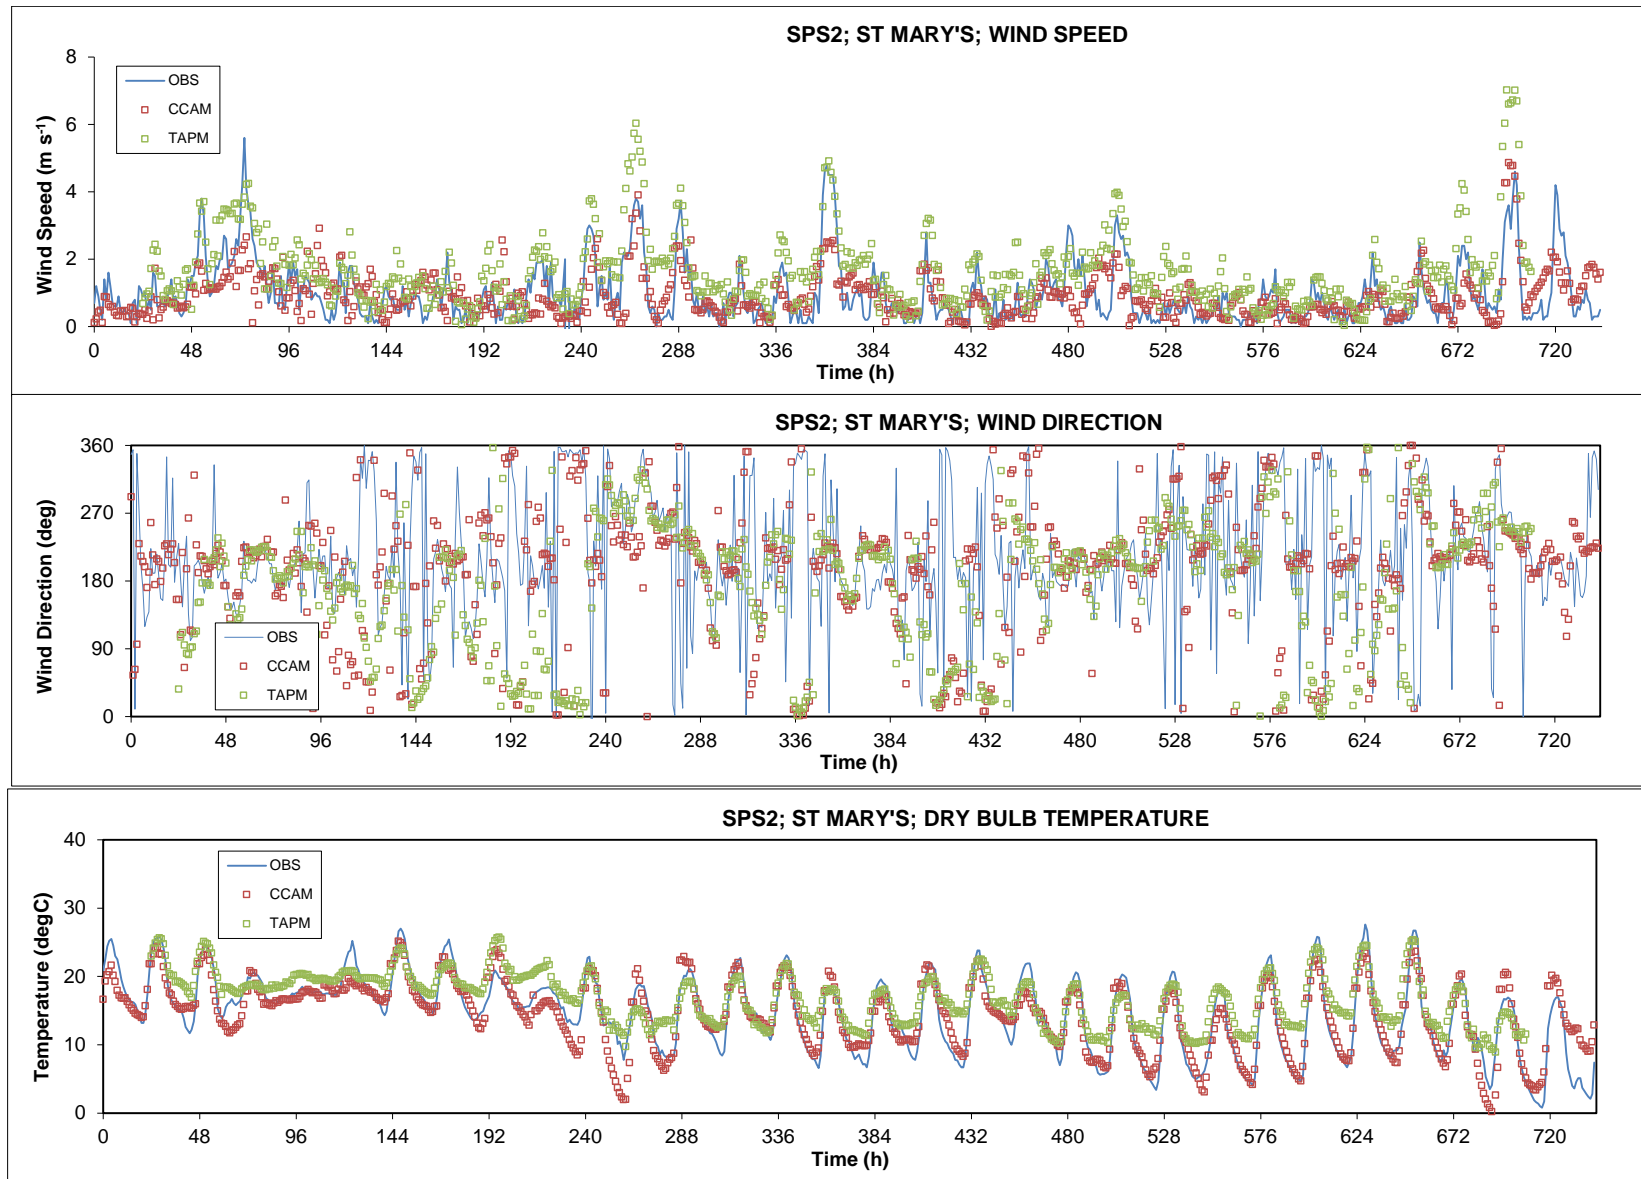 SPS2; ST MARY'S; WIND SPEED
8
6
4
2
0
Wind Speed (m s-1)
OBS
CCAM
TAPM
0 48 96 144 192 240 288 336 384 432 480 528 576 624 672 720
Time (h)
SPS2; ST MARY'S; WIND DIRECTION
360
270
180
90
0
Wind Direction (deg)
OBS
CCAM
TAPM
0 48 96 144 192 240 288 336 384 432 480 528 576 624 672 720
Time (h)
SPS2; ST MARY'S; DRY BULB TEMPERATURE
40
30
20
10
0
Temperature (degC)
OBS
CCAM
TAPM
0 48 96 144 192 240 288 336 384 432 480 528 576 624 672 720
Time (h)